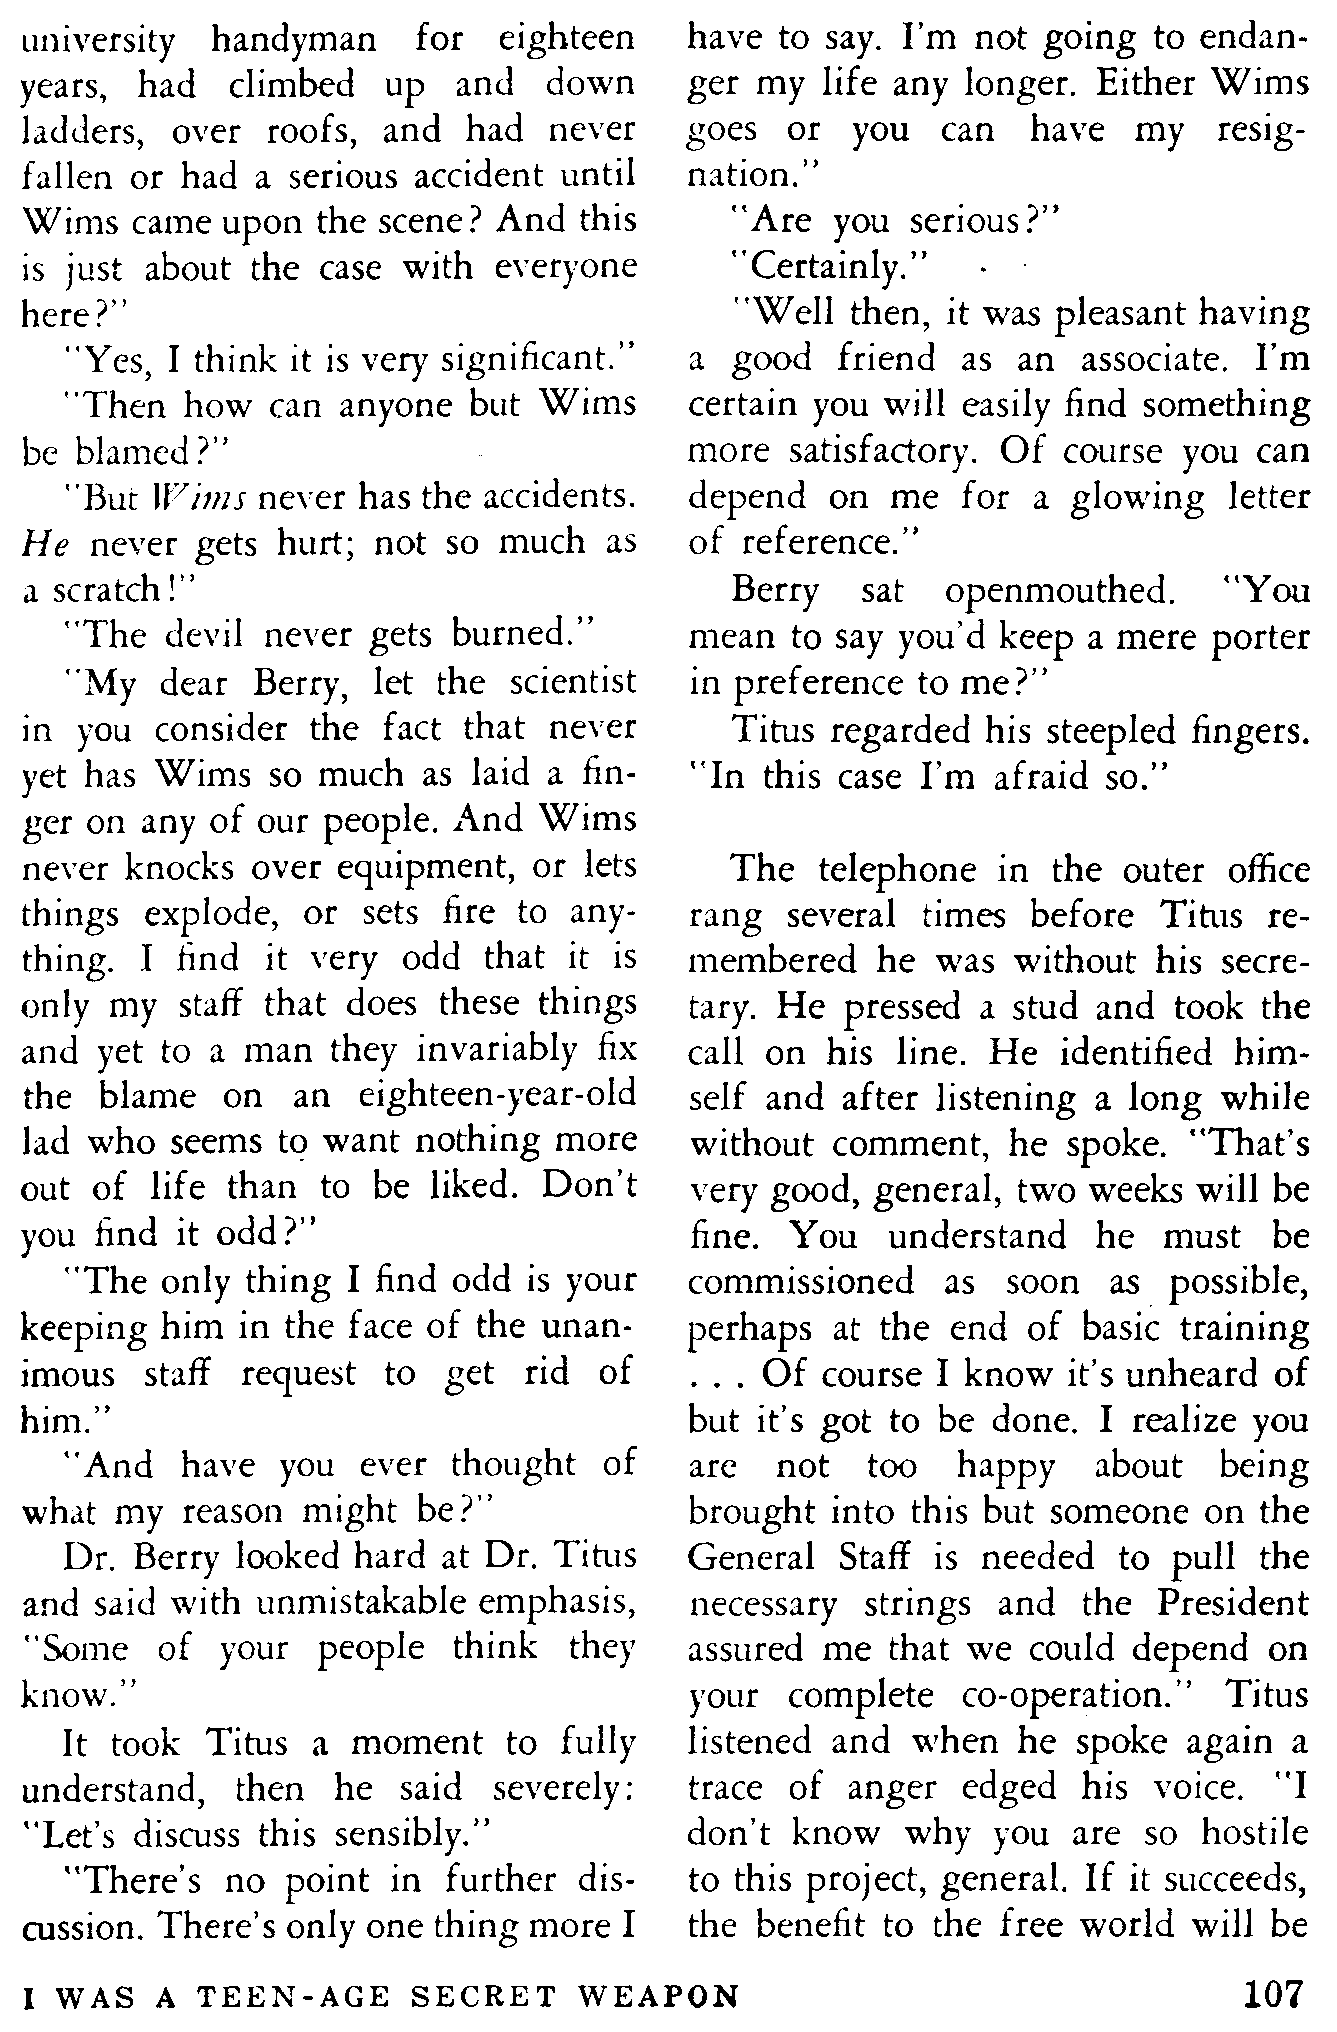 university handyman for eighteen
years, had climbed up and down
ladders, over roofs, and had never
fallen or had a serious accident until
Wims came upon the scene? And this
is just about the case with everyone
here?"
"Yes, I think it is very significant."
"Then how can anyone but Wims
be blamed?"
"But Wims never has the accidents.
He never gets hurt; not so much as
a scratch!"
"The devil never gets burned."
"My dear Berry, let the scientist
in you consider the fact that never
yet has Wims so much as laid a fin-
ger on any of our people. And Wims
never knocks over equipment, or lets
things explode, or sets fire to any-
thing. I find it very odd that it is
only my staff that does these things
and yet to a man they invariably fix
the blame on an eighteen-year-old
lad who seems to want nothing more
out of life than to be liked. Don't
you find it odd?"
"The only thing I find odd is your
keeping him in the face of the unan-
imous staff request to get rid of
him."
"And have you ever thought of
what my reason might be?"
Dr. Berry looked hard at Dr. Titus
and said with unmistakable emphasis,
"Some of your people think they
know."
It took Titus a moment to fully
understand, then he said severely:
"Let's discuss this sensibly."
"There's no point in further dis-
cussion. There's only one thing more I
have to say. I'm not going to endan-
ger my life any longer. Either Wims
goes or you can have my resig-
nation."
"Are you serious?"
"Certainly."
"Well then, it was pleasant having
a good friend as an associate. I'm
certain you will easily find something
more satisfactory. Of course you can
depend on me for a glowing letter
of reference."
Berry sat openmouthed. "You
mean to say you'd keep a mere porter
in preference to me?"
Titus regarded his steepled fingers.
"In this case I'm afraid so."
The telephone in the outer office
rang several times before Titus re-
membered he was without his secre-
tary. He pressed a stud and took the
call on his line. He identified him-
self and after listening a long while
without comment, he spoke. "That's
very good, general, two weeks will be
fine. You understand he must be
commissioned as soon as possible,
perhaps at the end of basic training
. . . Of course I know it's unheard of
but it's got to be done. I realize you
are not too happy about being
brought into this but someone on the
General Staff is needed to pull the
necessary strings and the President
assured me that we could depend on
your complete co-operation." Titus
listened and when he spoke again a
trace of anger edged his voice. "I
don't know why you are so hostile
to this project, general. If it succeeds,
the benefit to the free world will be
I WAS A TEEN-AGE SECRET WEAPON
107